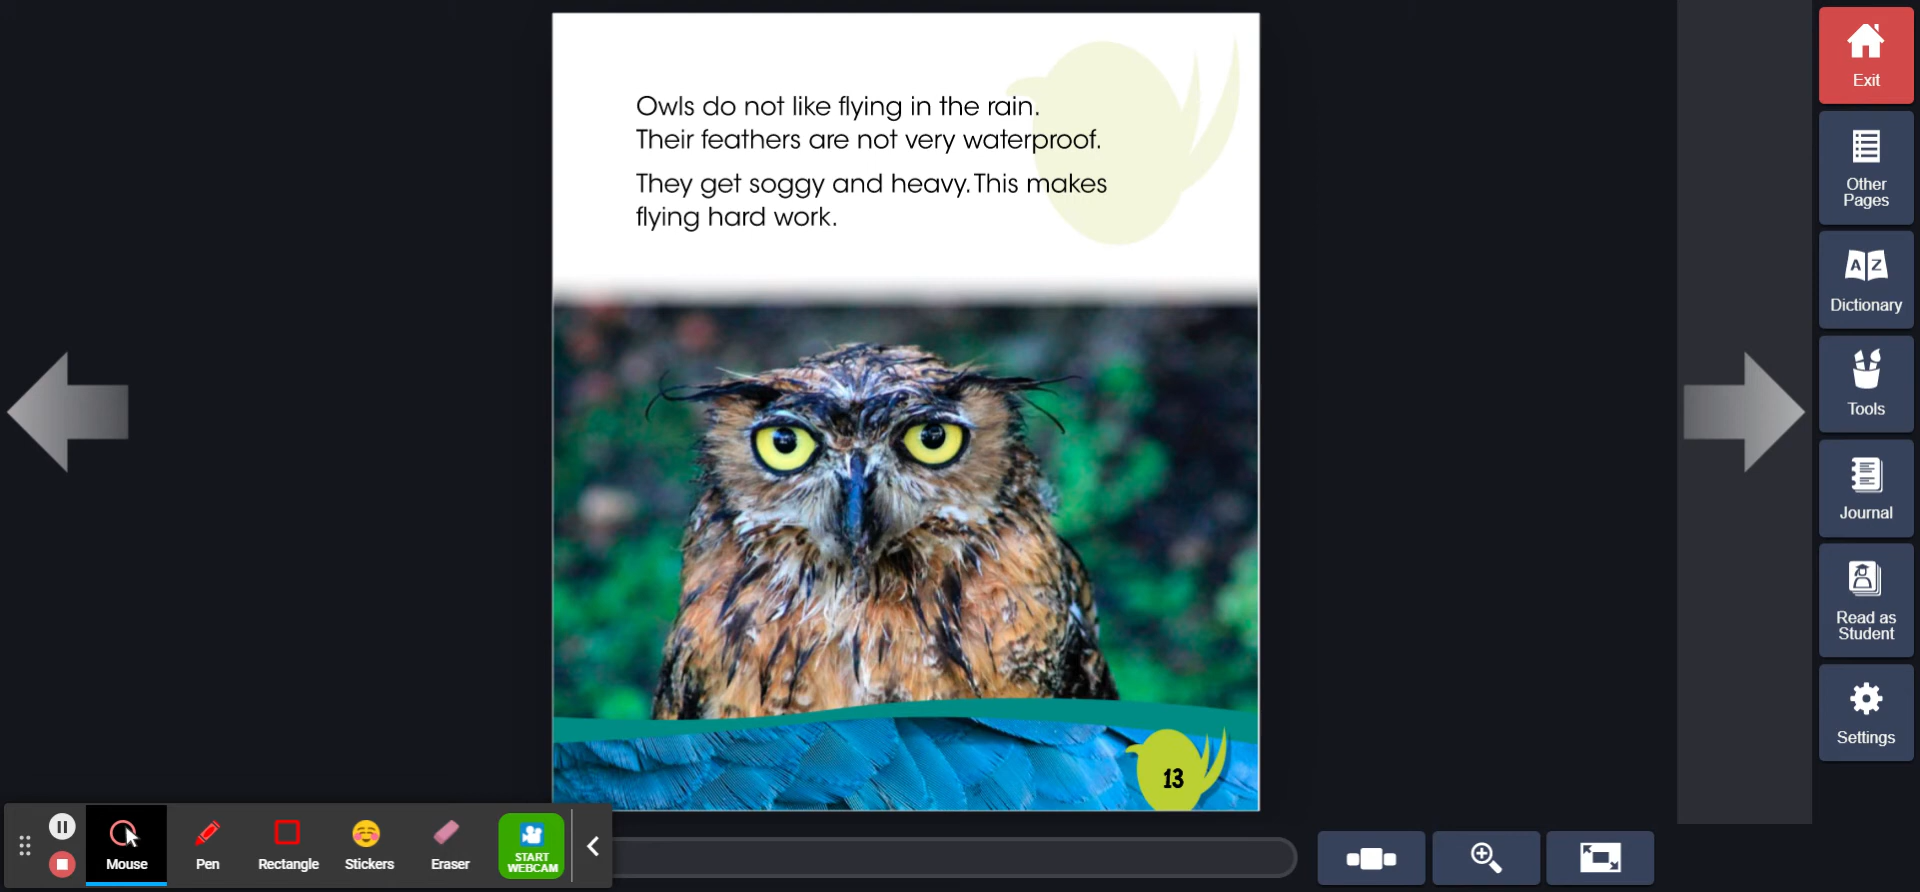 Owls do not like flying in the rain.
Their feathers are not very waterproof.
They get soggy and heavy. This makes
flying hard work.
13
Exit
Other
Pages
A Z
Dictionary
Tools
Journal
Read as
Student
Settings
Mouse
Pen
Rectangle
Stickers
Eraser
START
WEBCAM